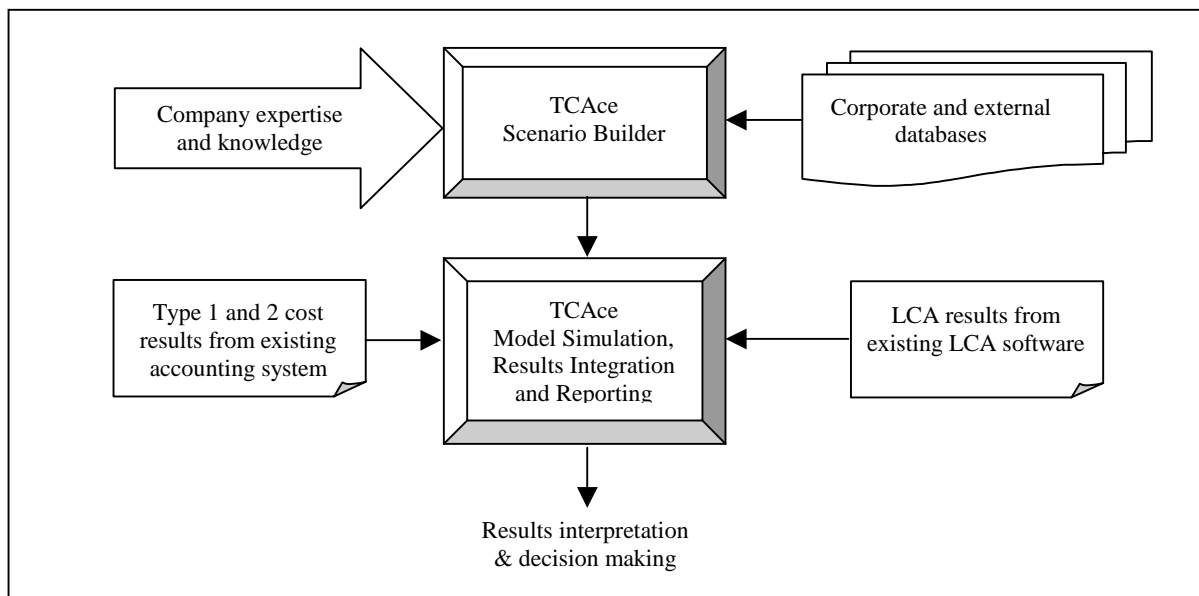 Company expertise
and knowledge
TCAce
Scenario Builder
Corporate and external
databases
Type 1 and 2 cost
results from existing
accounting system
TCAce
Model Simulation,
Results Integration
and Reporting
LCA results from
existing LCA software
Results interpretation
& decision making